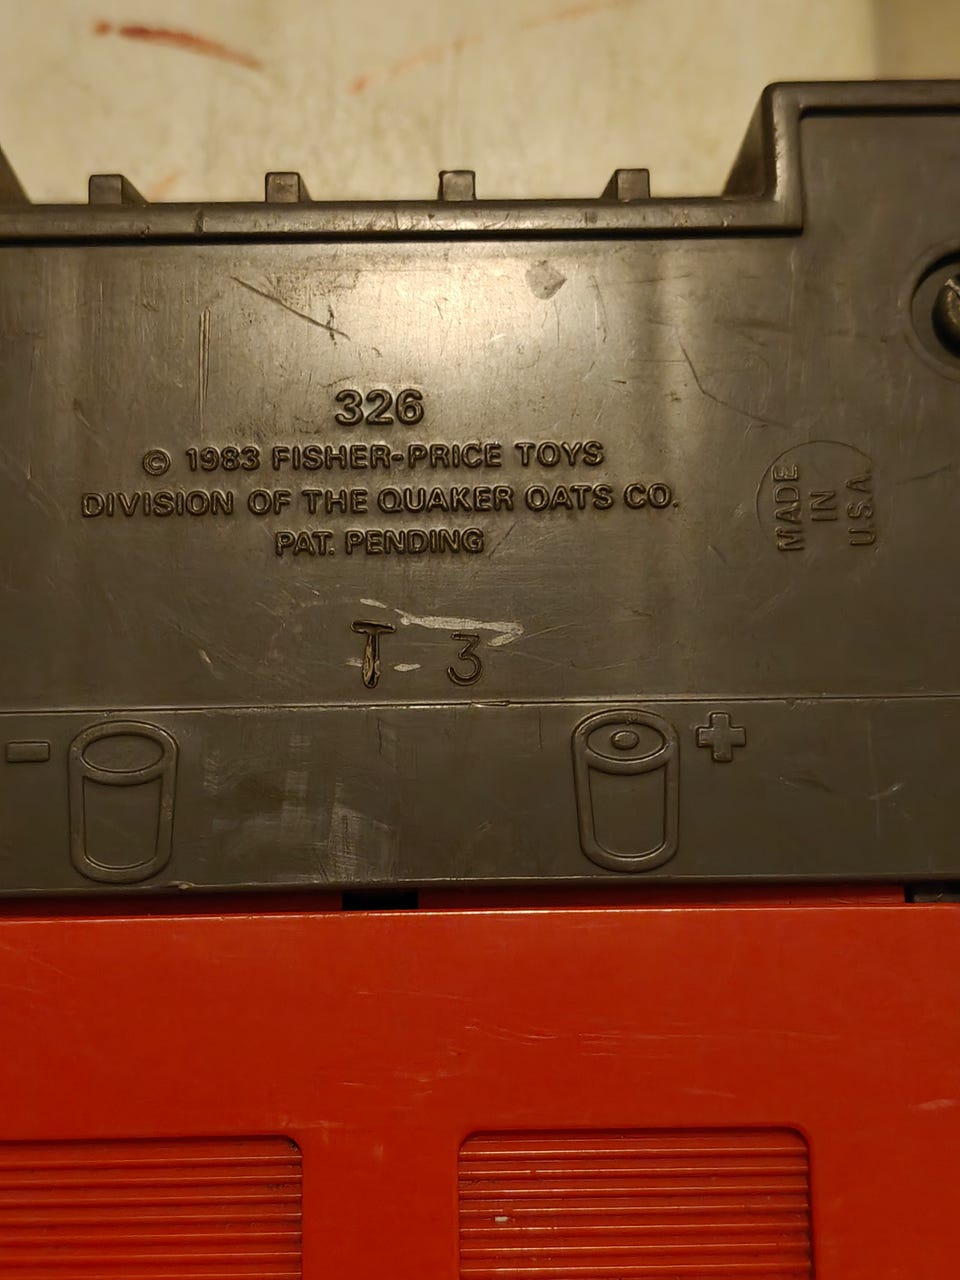 326
© 1983 FISHER-PRICE TOYS
DIVISION OF THE QUAKER OATS CO.
PAT. PENDING
MADE
IN
U.S.A.
T 3
- +